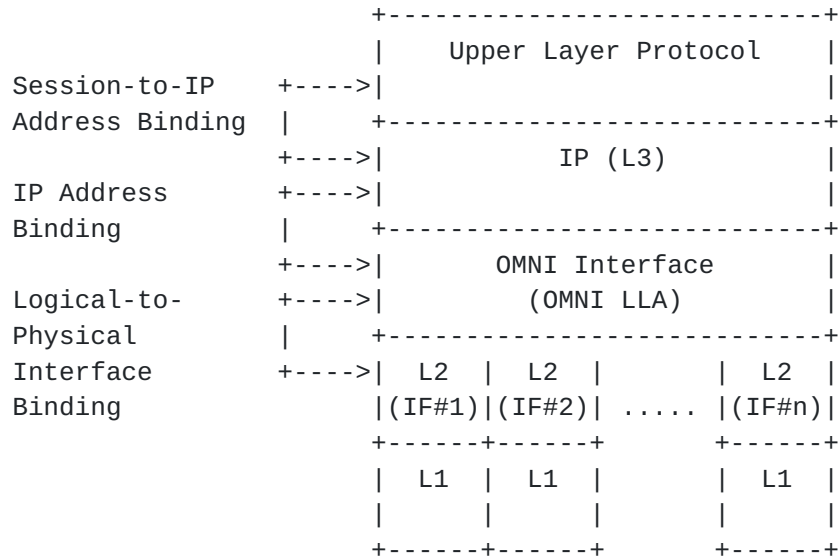 +----------------------------+
                       |    Upper Layer Protocol    |
Session-to-IP    +---->|                            |
Address Binding  |     +----------------------------+
                 +---->|           IP (L3)          |
IP Address       +---->|                            |
Binding          |     +----------------------------+
                 +---->|       OMNI Interface       |
Logical-to-      +---->|         (OMNI LLA)         |
Physical         |     +----------------------------+
Interface        +---->|  L2  |  L2  |       |  L2  |
Binding                |(IF#1)|(IF#2)| ..... |(IF#n)|
                       +------+------+       +------+
                       |  L1  |  L1  |       |  L1  |
                       |      |      |       |      |
                       +------+------+       +------+